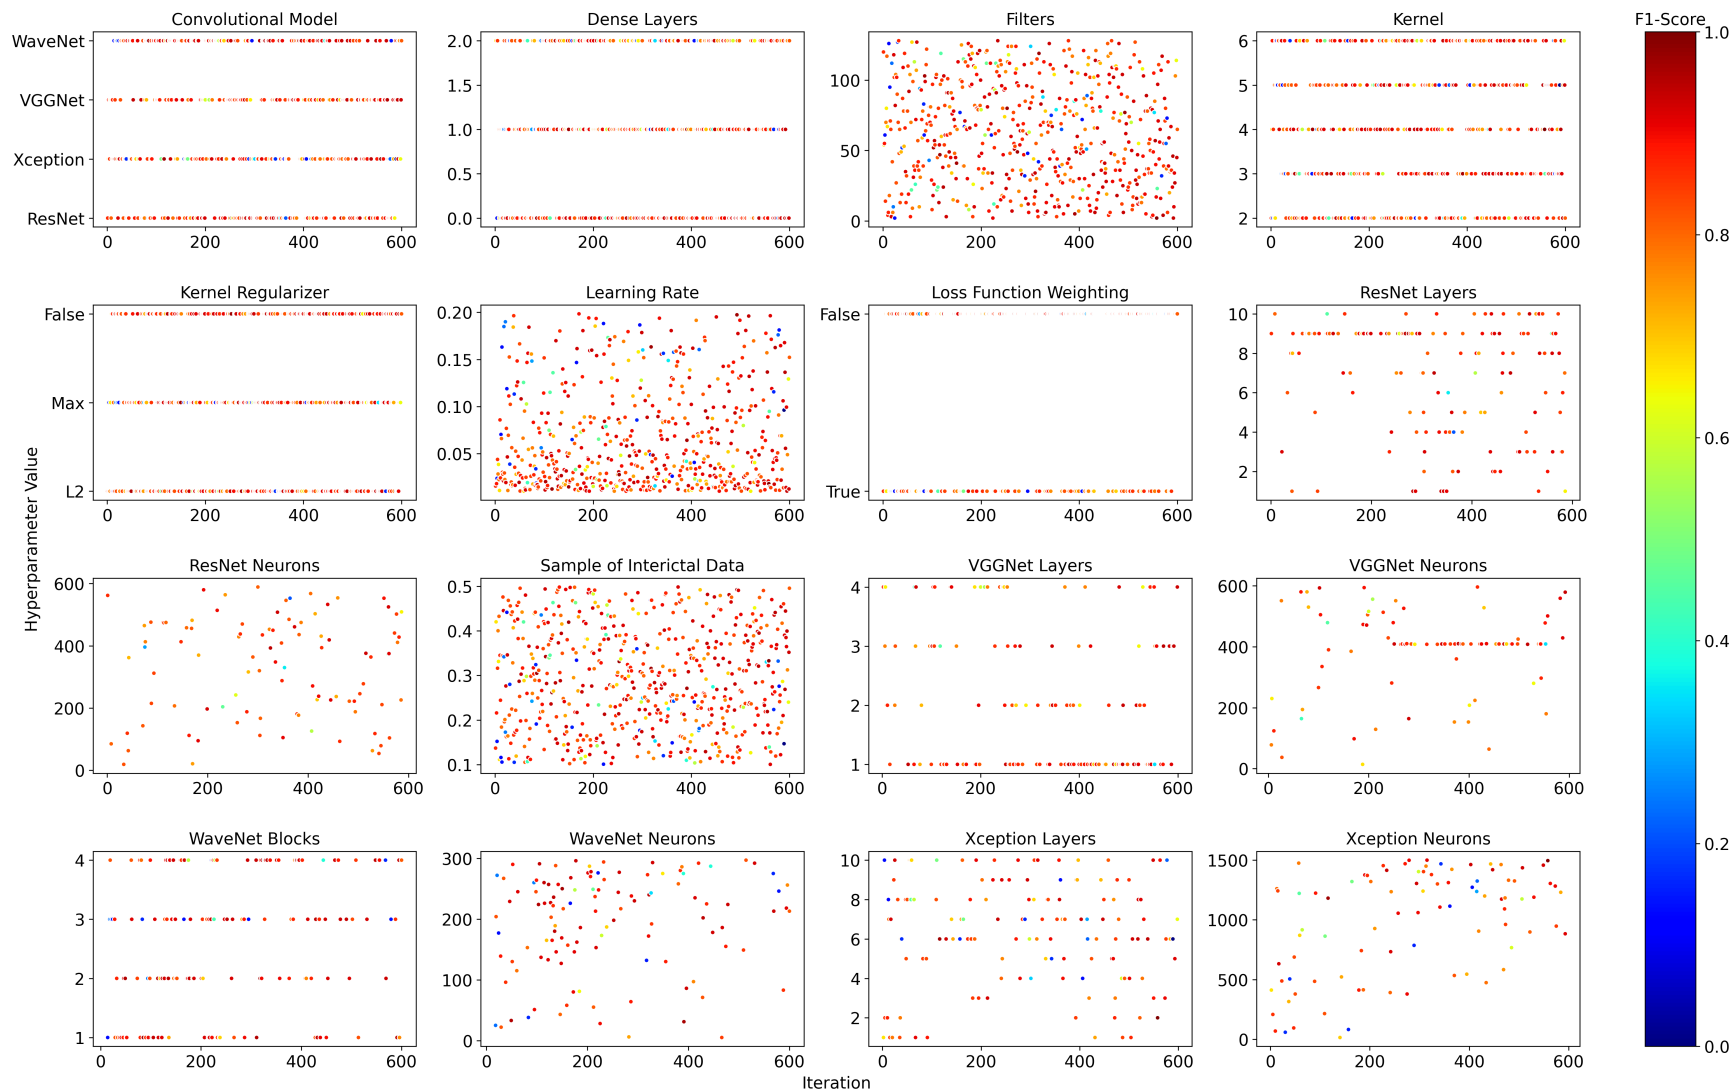 Convolutional Model
WaveNet
VGGNet
Xception
ResNet
0 200 400 600
Dense Layers
2.0
1.5
1.0
0.5
0.0
0 200 400 600
Filters
100
50
0
0 200 400 600
Kernel
6
5
4
3
2
0 200 400 600
F1-Score
1.0
0.8
0.6
0.4
0.2
0.0
Hyperparameter Value
Kernel Regularizer
False
Max
L2
0 200 400 600
Learning Rate
0.20
0.15
0.10
0.05
0 200 400 600
Loss Function Weighting
False
True
0 200 400 600
ResNet Layers
10
8
6
4
2
0 200 400 600
ResNet Neurons
600
400
200
0
0 200 400 600
Sample of Interictal Data
0.5
0.4
0.3
0.2
0.1
0 200 400 600
VGGNet Layers
4
3
2
1
0 200 400 600
VGGNet Neurons
600
400
200
0
0 200 400 600
WaveNet Blocks
4
3
2
1
0 200 400 600
WaveNet Neurons
300
200
100
0
0 200 400 600
Xception Layers
10
8
6
4
2
0 200 400 600
Xception Neurons
1500
1000
500
0
0 200 400 600
Iteration